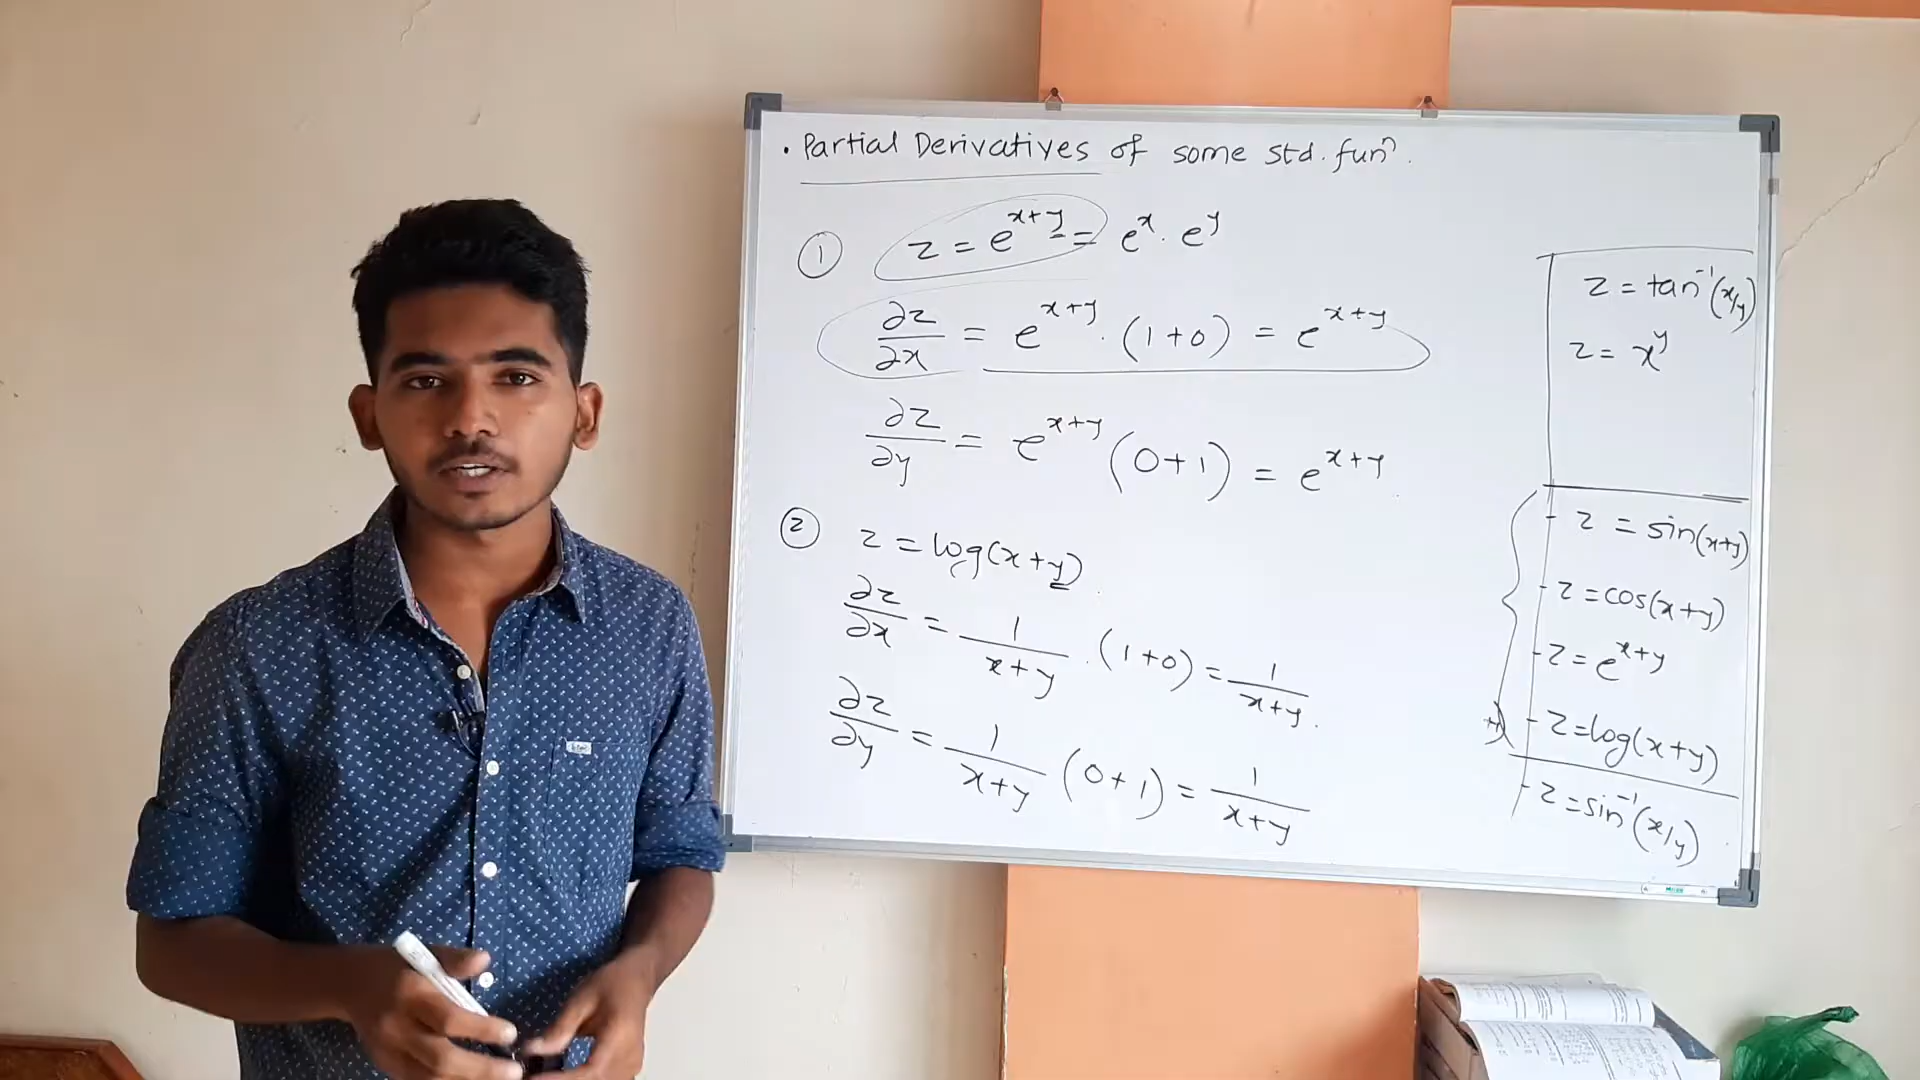 • Partial Derivatives of some std. funⁿ.
① z = e^{x+y} = e^x . e^y
∂z/∂x = e^{x+y} . (1+0) = e^{x+y}
∂z/∂y = e^{x+y} (0+1) = e^{x+y}.
② z = log(x+y).
∂z/∂x = 1/(x+y) . (1+0) = 1/(x+y).
∂z/∂y = 1/(x+y) (0+1) = 1/(x+y)
z = tan⁻¹(x/y)
z = x^y
- z = sin(x+y)
- z = cos(x+y)
- z = e^{x+y}
- z = log(x+y)
- z = sin⁻¹(x/y)